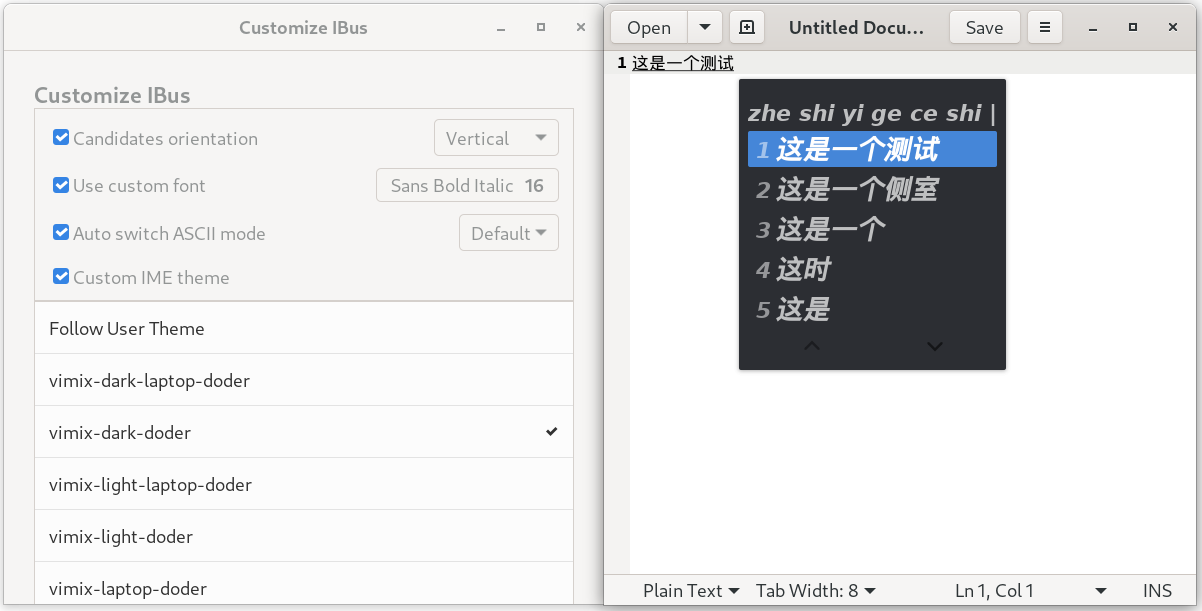 Customize IBus
Customize IBus
Candidates orientation Vertical
Use custom font Sans Bold Italic 16
Auto switch ASCII mode Default
Custom IME theme
Follow User Theme
vimix-dark-laptop-doder
vimix-dark-doder
vimix-light-laptop-doder
vimix-light-doder
vimix-laptop-doder
Open Untitled Docu... Save
1 这是一个测试
zhe shi yi ge ce shi |
1 这是一个测试
2 这是一个侧室
3 这是一个
4 这时
5 这是
Plain Text Tab Width: 8 Ln 1, Col 1 INS